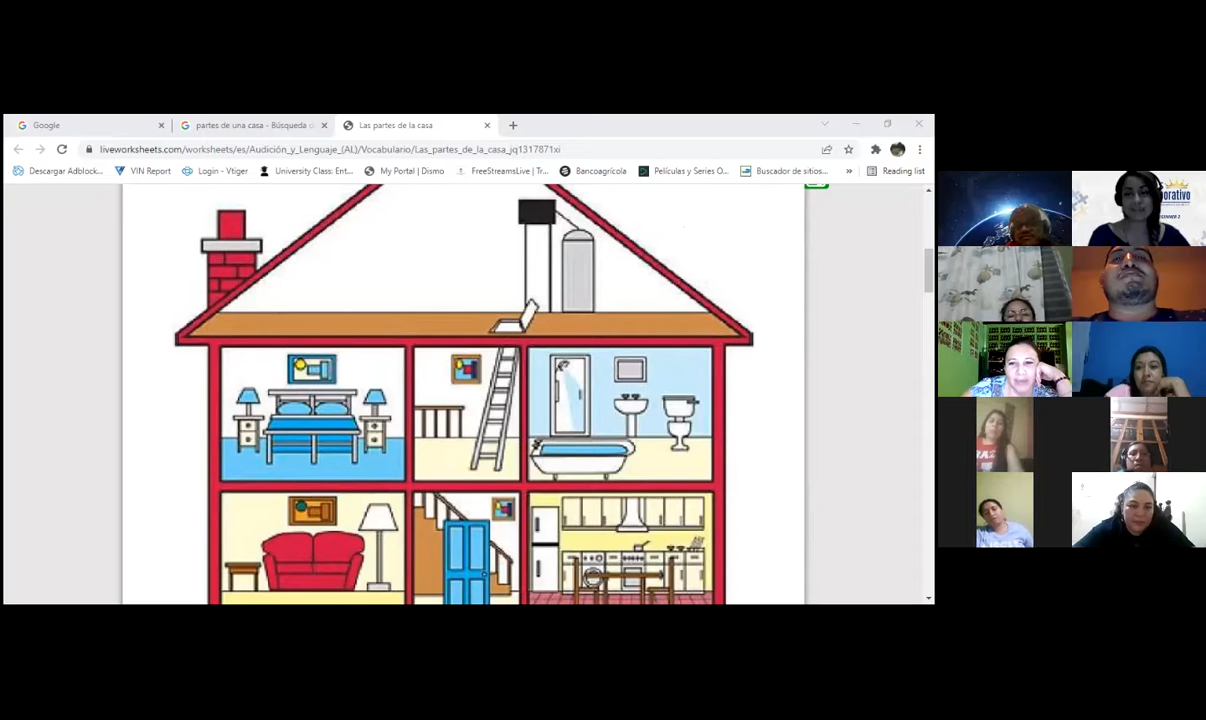 Google
partes de una casa - Búsqueda d
Las partes de la casa
liveworksheets.com/worksheets/es/Audición_y_Lenguaje_(AL)/Vocabulario/Las_partes_de_la_casa_jq1317871xi
Descargar Adblock... VIN Report Login - Vtiger University Class: Ent... My Portal | Dismo FreeStreamsLive | Tr... Bancoagrícola Películas y Series O... Buscador de sitios... » Reading list
orativo